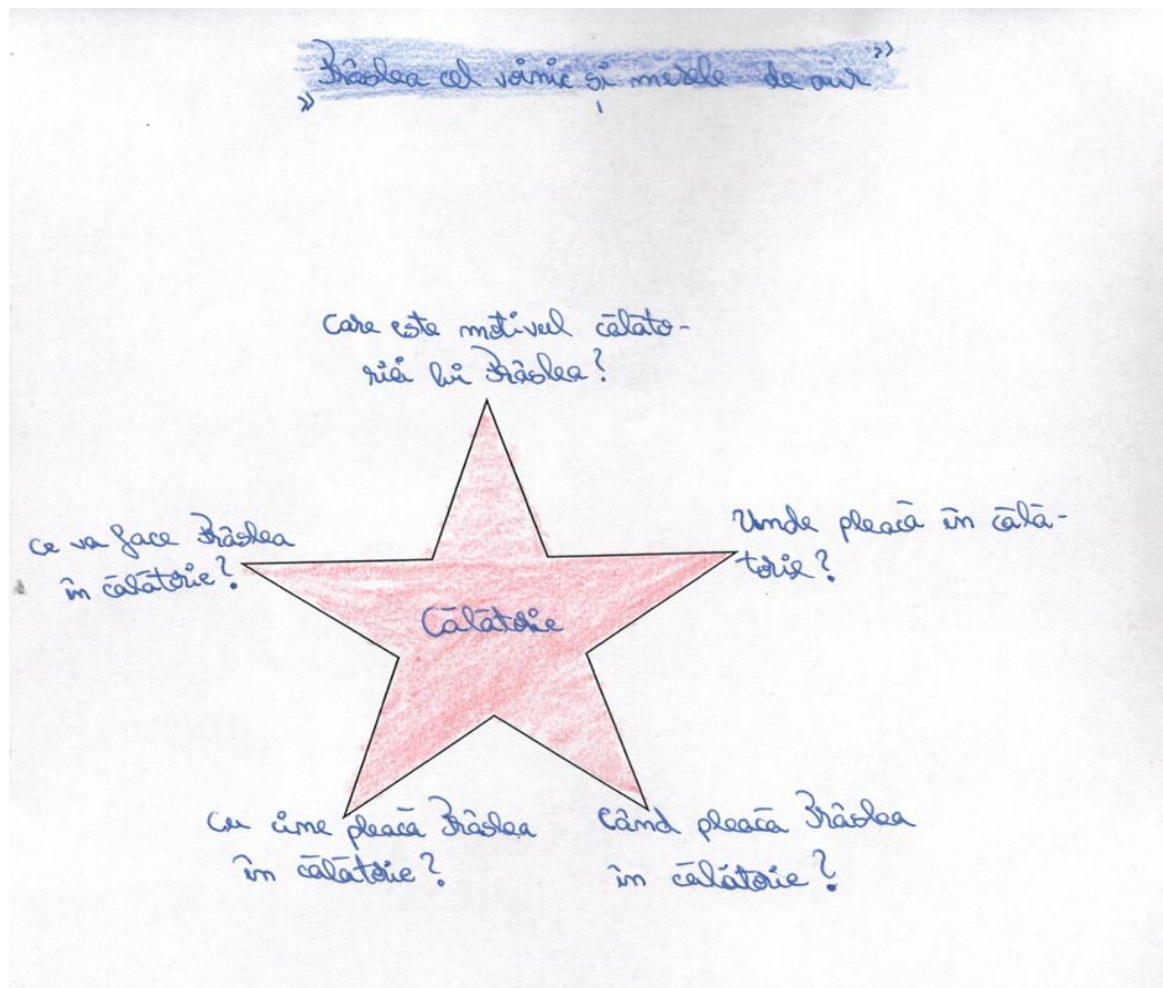 „Prâslea cel voinic și merele de aur”
Care este motivul călăto-
riei lui Prâslea?
Ce va face Prâslea
în călătorie?
Unde pleacă în călă-
torie?
Călătorie
Cu cine pleacă Prâslea
în călătorie?
Când pleacă Prâslea
în călătorie?